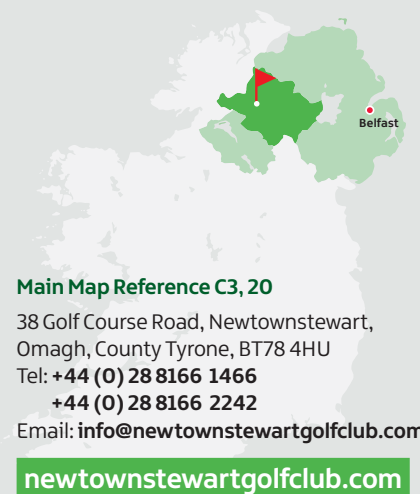 Belfast
Main Map Reference C3, 20
38 Golf Course Road, Newtownstewart,
Omagh, County Tyrone, BT78 4HU
Tel: +44 (0) 28 8166 1466
+44 (0) 28 8166 2242
Email: info@newtownstewartgolfclub.com
newtownstewartgolfclub.com